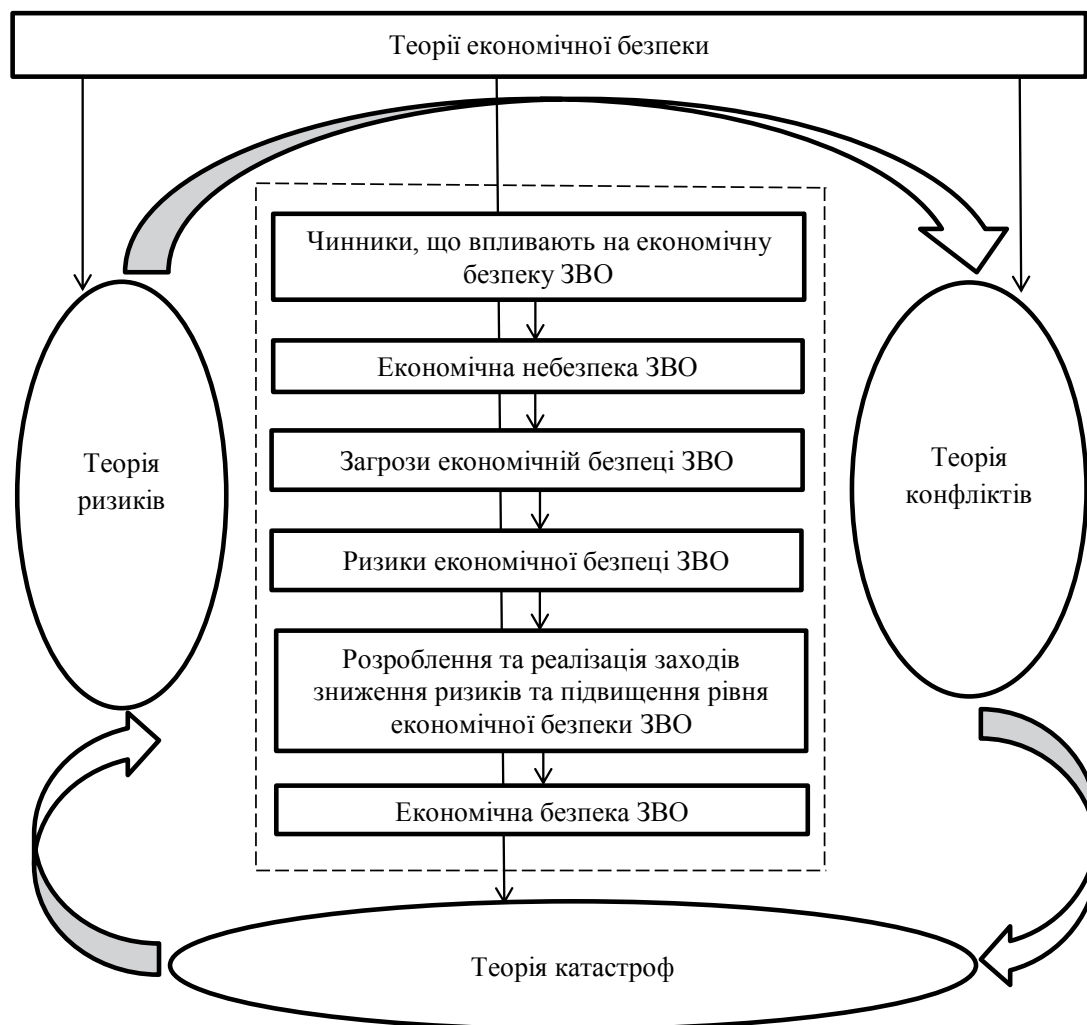 Теорії економічної безпеки
Чинники, що впливають на економічну
безпеку ЗВО
Економічна небезпека ЗВО
Загрози економічній безпеці ЗВО
Теорія
ризиків
Теорія
конфліктів
Ризики економічної безпеці ЗВО
Розроблення та реалізація заходів
зниження ризиків та підвищення рівня
економічної безпеки ЗВО
Економічна безпека ЗВО
Теорія катастроф